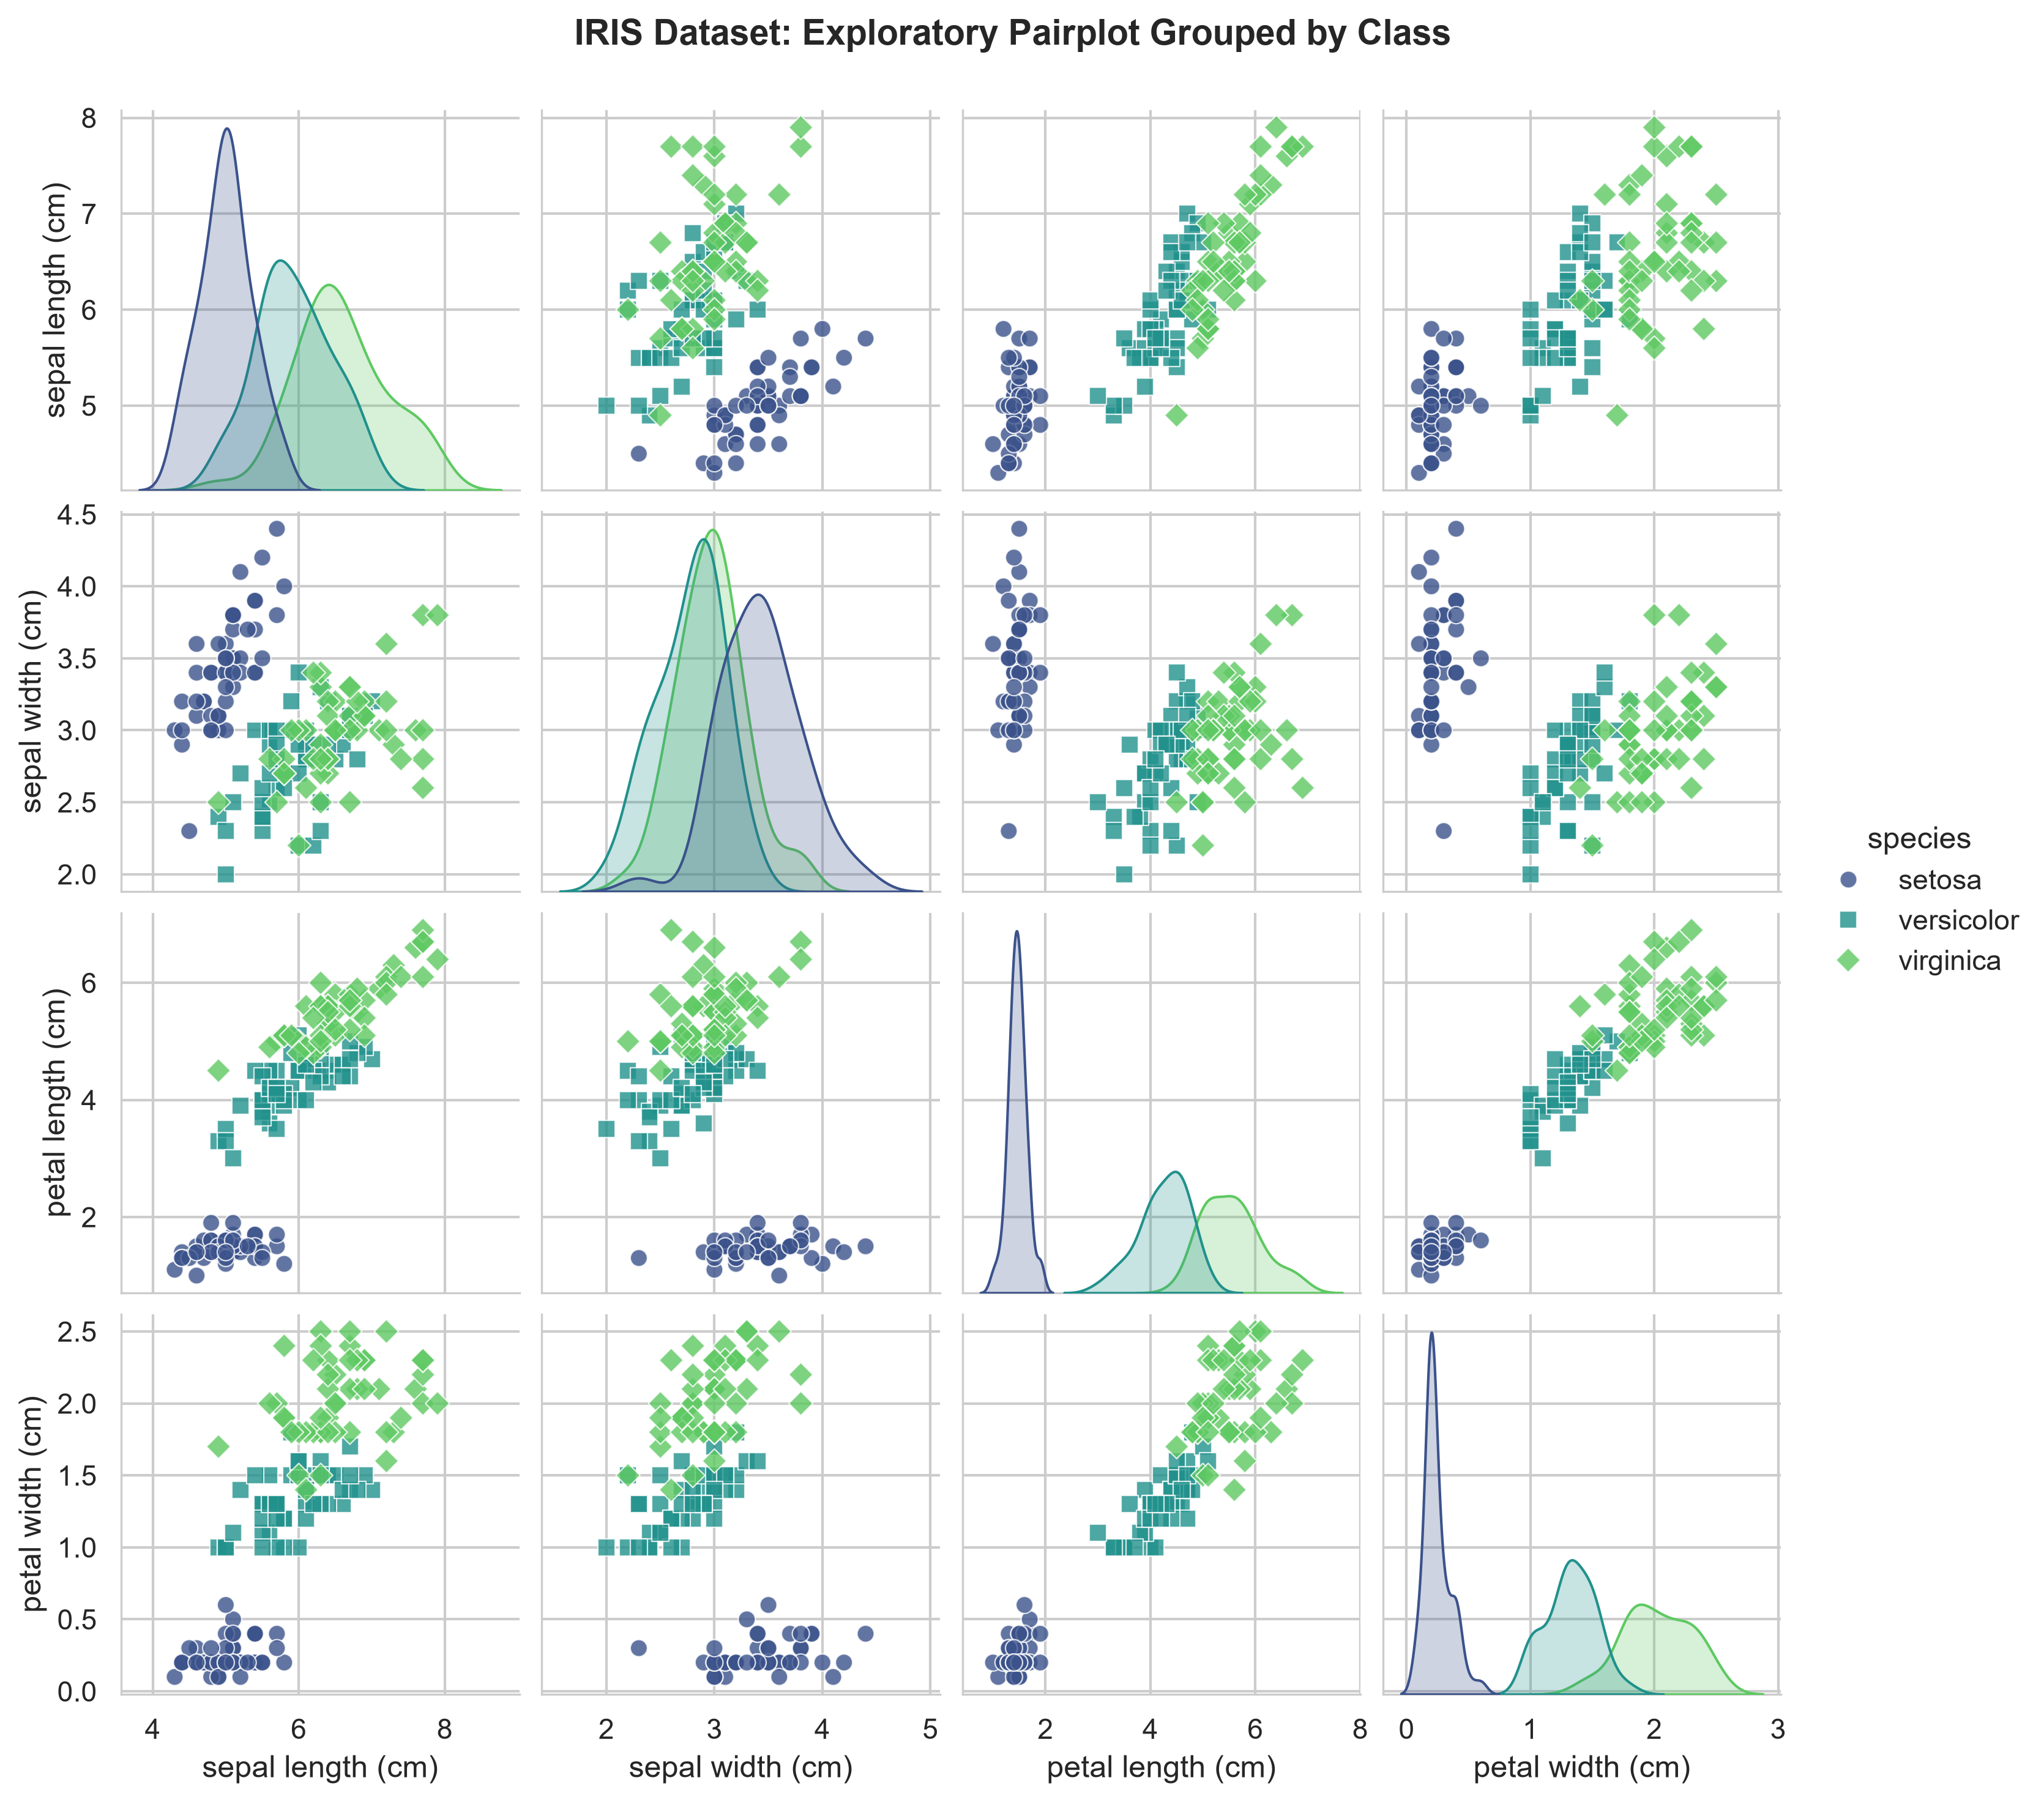 IRIS Dataset: Exploratory Pairplot Grouped by Class
8
7
6
5
sepal length (cm)
4.5
4.0
3.5
3.0
2.5
2.0
sepal width (cm)
6
4
2
petal length (cm)
2.5
2.0
1.5
1.0
0.5
0.0
petal width (cm)
4 6 8
2 3 4 5
2 4 6 8
0 1 2 3
sepal length (cm)
sepal width (cm)
petal length (cm)
petal width (cm)
species
setosa
versicolor
virginica